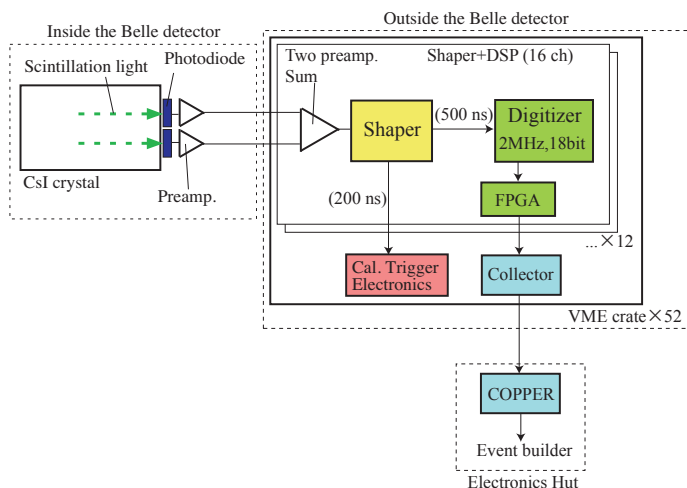 Inside the Belle detector
Outside the Belle detector
Scintillation light
Photodiode
CsI crystal
Preamp.
Two preamp.
Sum
Shaper+DSP (16 ch)
Shaper
(500 ns)
Digitizer
2MHz,18bit
(200 ns)
FPGA
...×12
Cal. Trigger
Electronics
Collector
VME crate×52
COPPER
Event builder
Electronics Hut